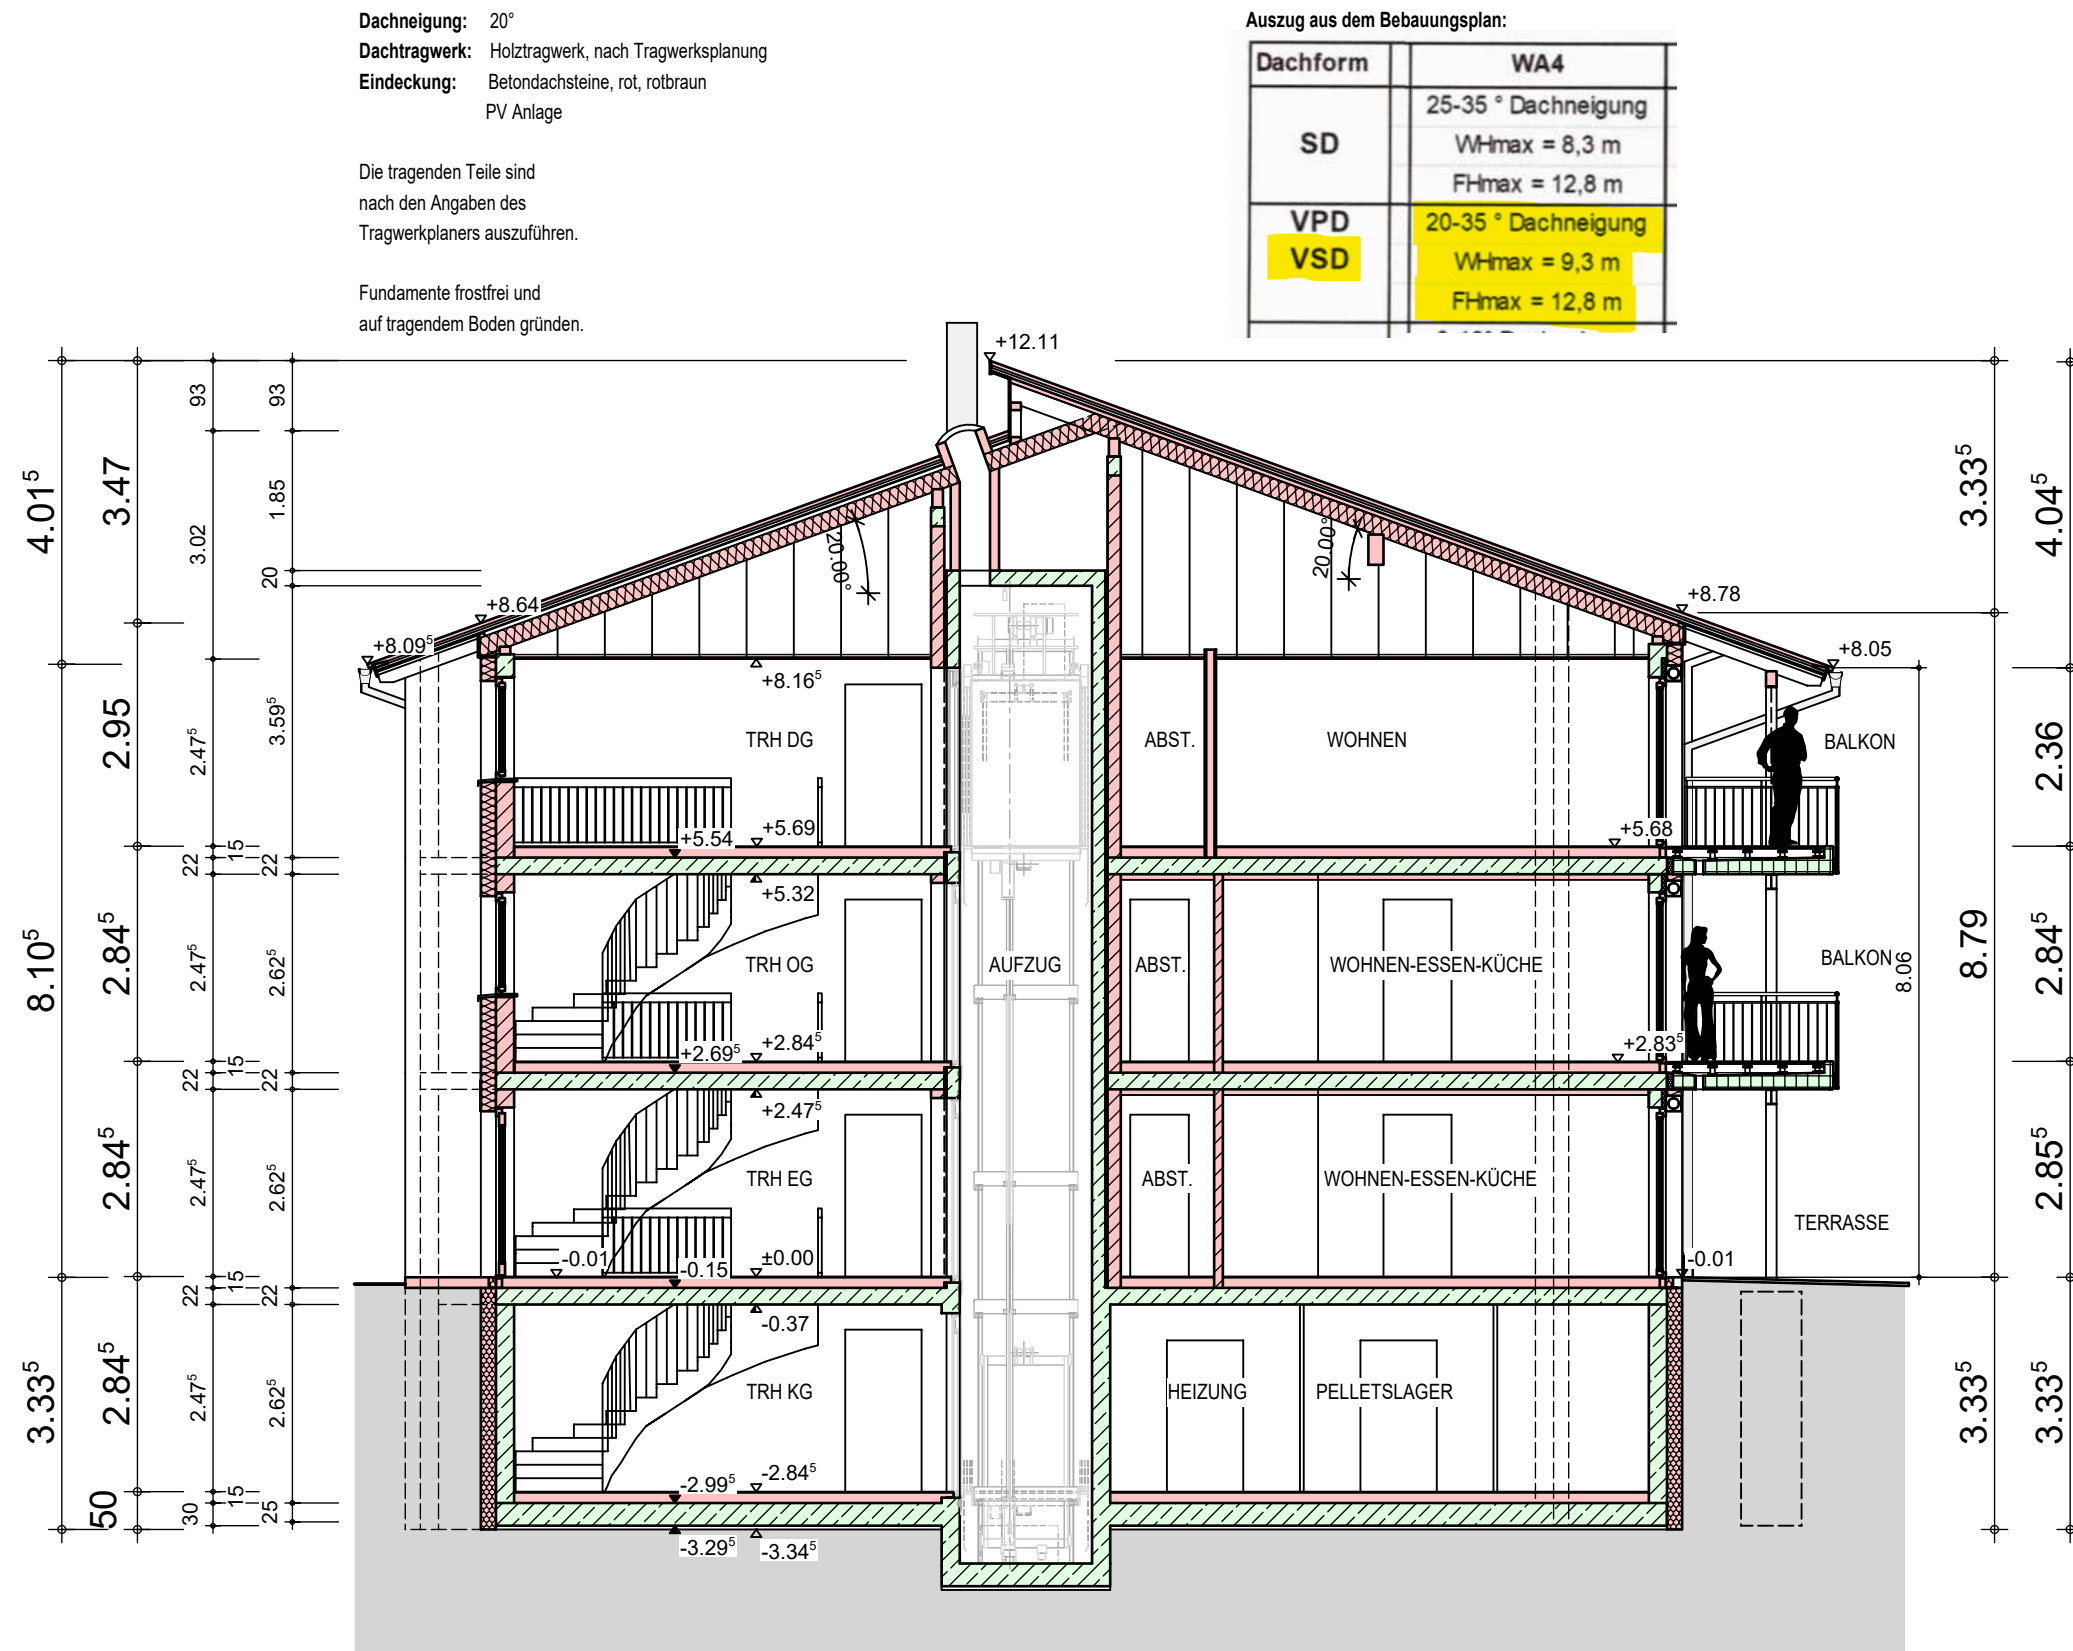 Dachneigung: 20°
Dachtragwerk: Holztragwerk, nach Tragwerksplanung
Eindeckung: Betondachsteine, rot, rotbraun
PV Anlage
Die tragenden Teile sind
nach den Angaben des
Tragwerkplaners auszuführen.
Fundamente frostfrei und
auf tragendem Boden gründen.
Auszug aus dem Bebauungsplan:
Dachform WA4
25-35 ° Dachneigung
SD WHmax = 8,3 m
FHmax = 12,8 m
VPD 20-35 ° Dachneigung
VSD WHmax = 9,3 m
FHmax = 12,8 m
+12.11
93 93
4.01⁵ 3.47 3.02 1.85 20
20.00° 20.00°
3.33⁵ 4.04⁵
+8.64 +8.78
+8.09⁵ +8.05
+8.16⁵
2.95 2.47⁵ 3.59⁵
TRH DG ABST. WOHNEN BALKON
2.36
+5.54 +5.69 +5.68
22 15 22
+5.32
8.10⁵ 2.84⁵ 2.47⁵ 2.62⁵
TRH OG AUFZUG ABST. WOHNEN-ESSEN-KÜCHE BALKON
8.06 8.79 2.84⁵
+2.69⁵ +2.84⁵ +2.83⁵
22 15 22
+2.47⁵
2.84⁵ 2.47⁵ 2.62⁵
TRH EG ABST. WOHNEN-ESSEN-KÜCHE
2.85⁵
TERRASSE
-0.01 -0.15 ±0.00 -0.01
22 15 22
-0.37
3.33⁵ 2.84⁵ 2.47⁵ 2.62⁵
TRH KG HEIZUNG PELLETSLAGER
3.33⁵ 3.33⁵
-2.99⁵ -2.84⁵
50 30 15 25
-3.29⁵ -3.34⁵